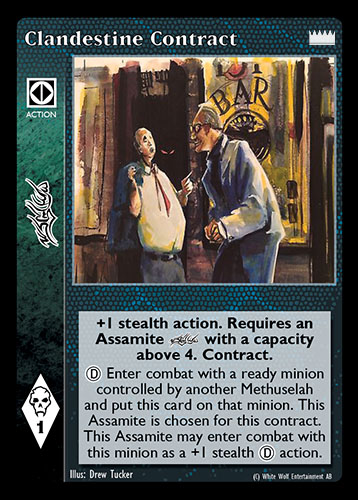 Clandestine Contract
ACTION
BAR
+1 stealth action. Requires an
Assamite with a capacity
above 4. Contract.
D Enter combat with a ready minion
controlled by another Methuselah
and put this card on that minion. This
Assamite is chosen for this contract.
This Assamite may enter combat with
this minion as a +1 stealth D action.
1
Illus: Drew Tucker
(C) White Wolf Entertainment AB